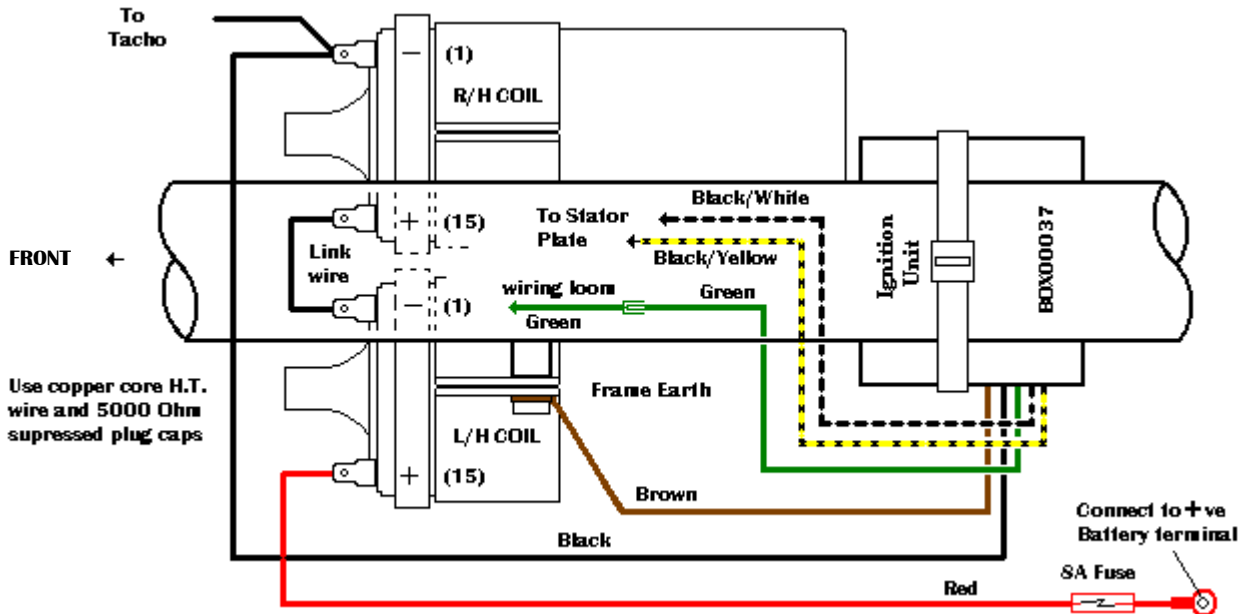 To
Tacho
− (1)
R/H COIL
+ (15)
Link
wire
− (1)
To Stator
Plate
Black/White
Black/Yellow
wiring loom
Green
Green
FRONT
Ignition
Unit
BOX00037
Use copper core H.T.
wire and 5000 Ohm
supressed plug caps
Frame Earth
L/H COIL
+ (15)
Brown
Black
Red
8A Fuse
Connect to +ve
Battery terminal